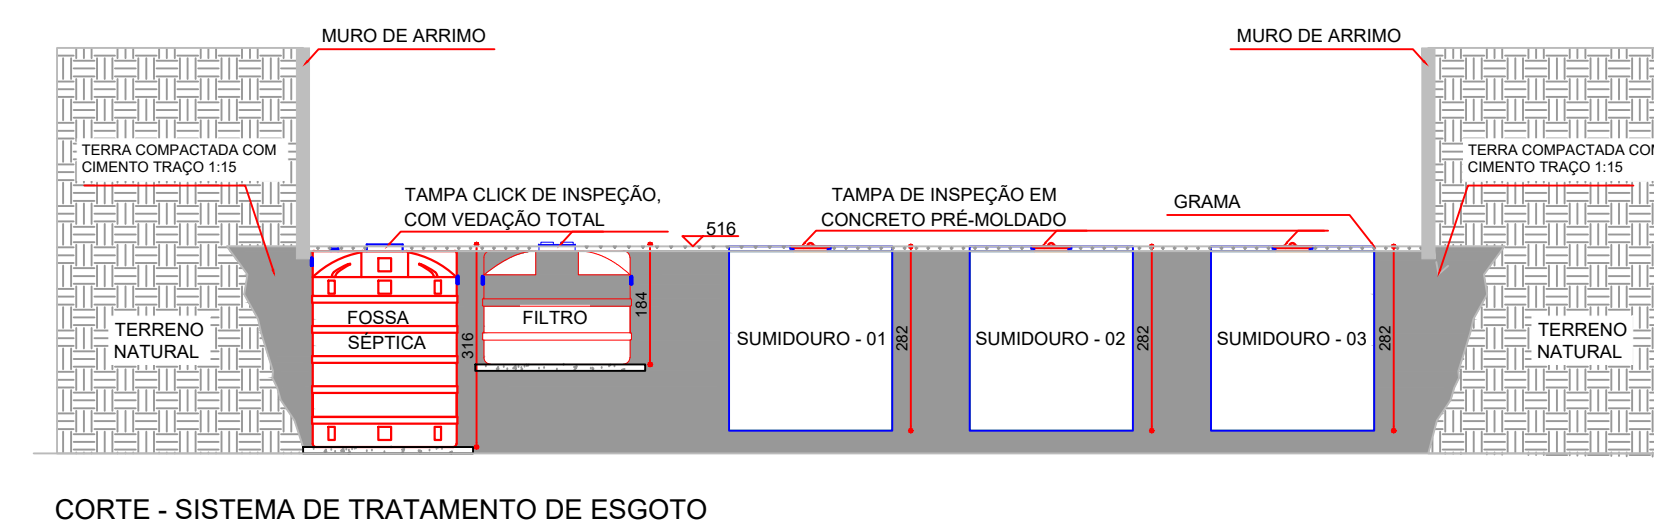 MURO DE ARRIMO
MURO DE ARRIMO
TERRA COMPACTADA COM
CIMENTO TRAÇO 1:15
TERRA COMPACTADA COM
CIMENTO TRAÇO 1:15
TAMPA CLICK DE INSPEÇÃO,
COM VEDAÇÃO TOTAL
516
TAMPA DE INSPEÇÃO EM
CONCRETO PRÉ-MOLDADO
GRAMA
TERRENO
NATURAL
FOSSA
SÉPTICA
316
FILTRO
184
SUMIDOURO - 01
282
SUMIDOURO - 02
282
SUMIDOURO - 03
282
TERRENO
NATURAL
CORTE - SISTEMA DE TRATAMENTO DE ESGOTO